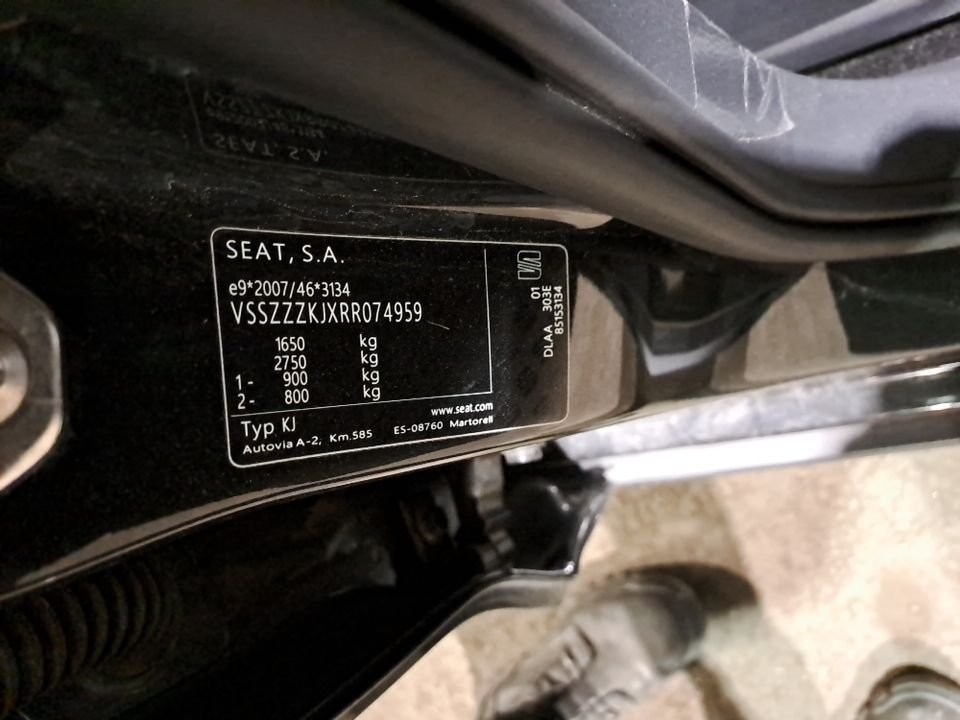 SEAT, S.A.
e9*2007/46*3134
VSSZZZKJXRR074959
1650 kg
2750 kg
1- 900 kg
2- 800 kg
www.seat.com
Typ KJ
Autovia A-2, Km.585 ES-08760 Martorell
01
DLAA 303E
85153134